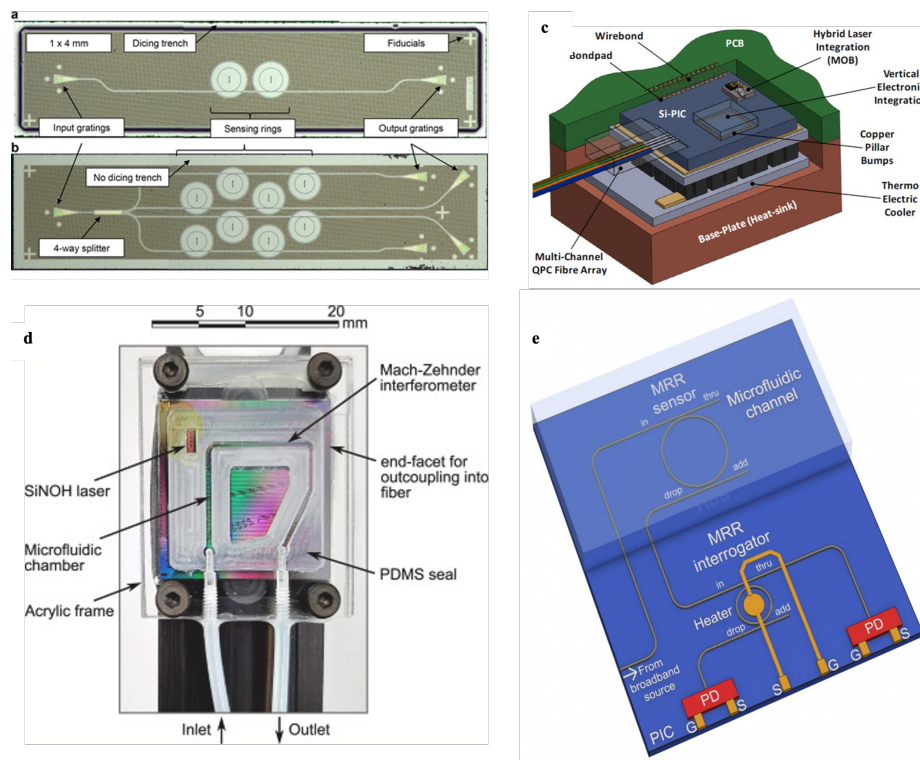 a
1 x 4 mm
Dicing trench
Fiducials
Input gratings
Sensing rings
Output gratings
b
No dicing trench
4-way splitter
c
PCB
Wirebond
Bondpad
Hybrid Laser
Integration
(MOB)
Si-PIC
Vertical
Electronic
Integration
Copper
Pillar
Bumps
Thermo
Electric
Cooler
Base-Plate (Heat-sink)
Multi-Channel
QPC Fibre Array
d
5 10 20
mm
Mach-Zehnder
interferometer
SiNOH laser
end-facet for
outcoupling into
fiber
Microfluidic
chamber
PDMS seal
Acrylic frame
Inlet
Outlet
e
MRR
sensor
thru
in
Microfluidic
channel
add
drop
MRR
interrogator
in
thru
Heater
add
drop
From
broadband
source
PD
G
S
PD
G
S
S
G
PIC